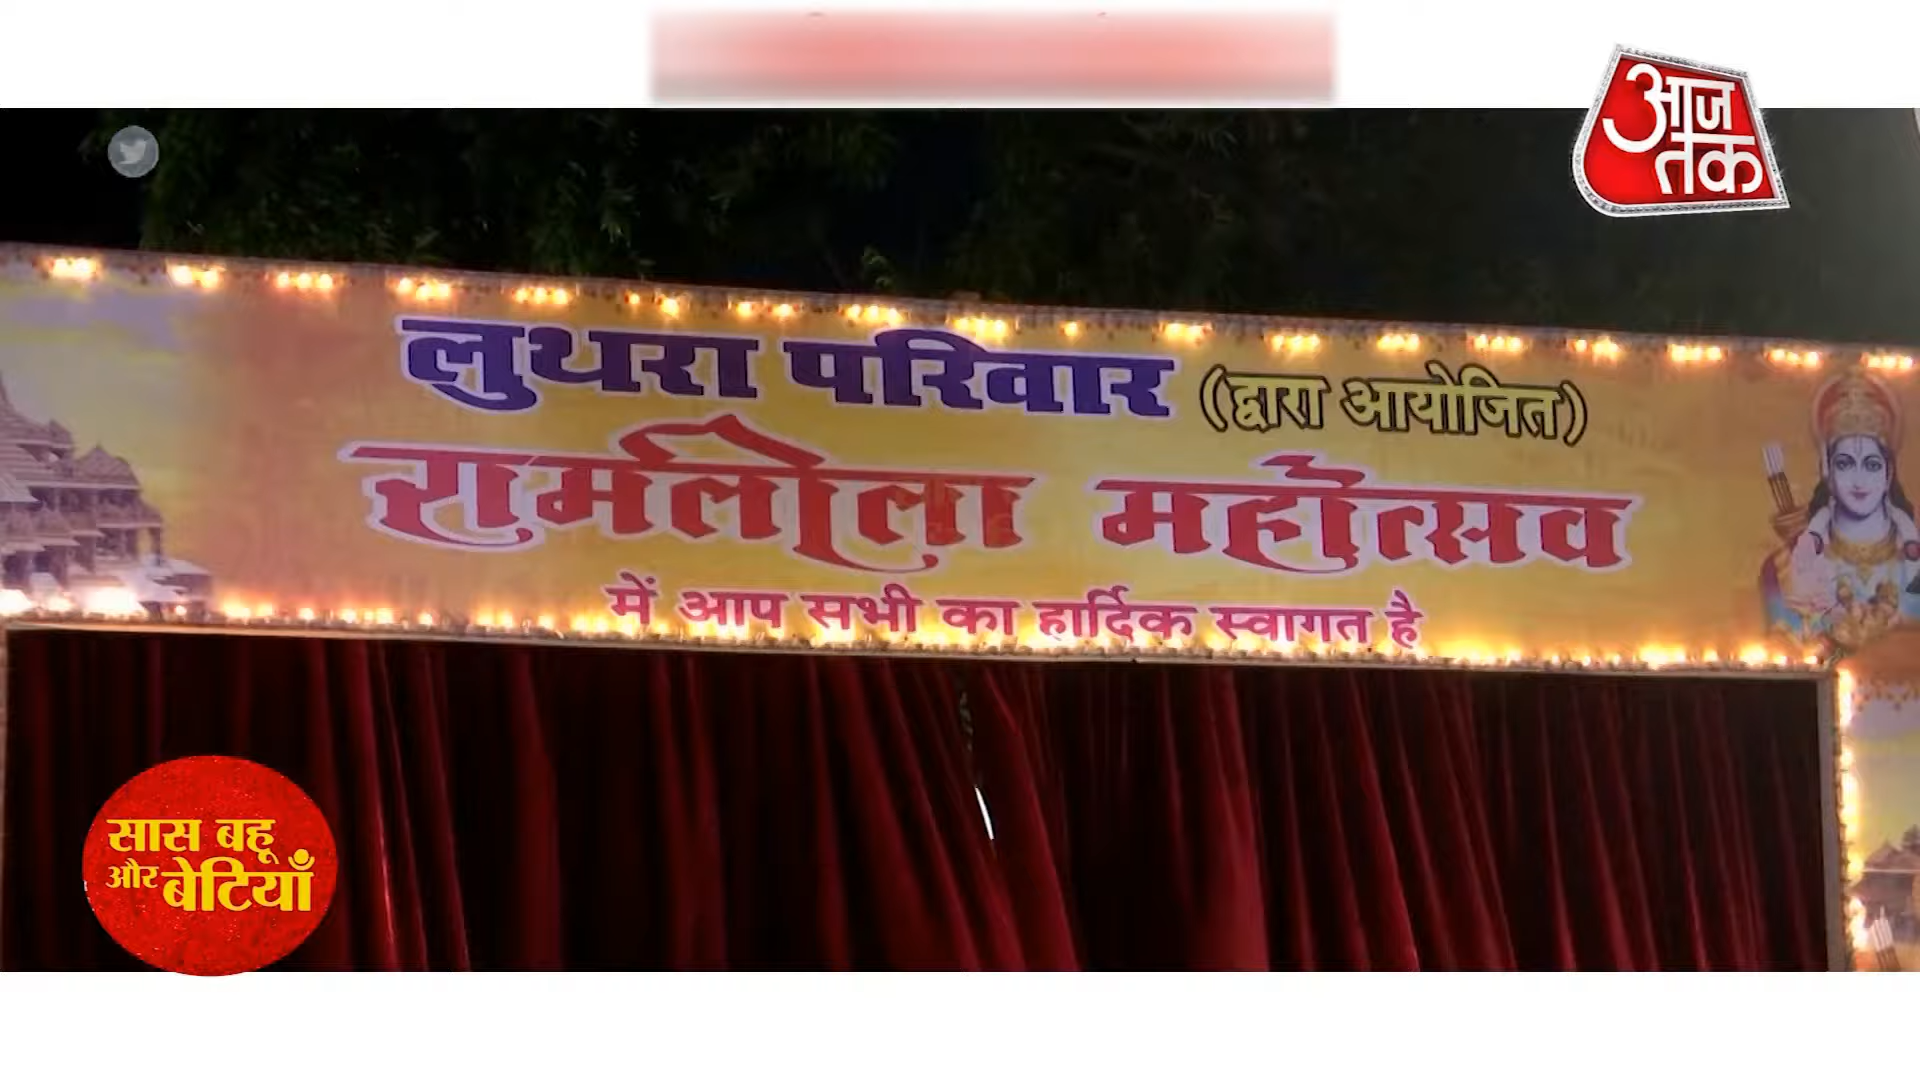 आज
तक
लुथरा परिवार (द्वारा आयोजित)
रामलीला महोत्सव
में आप सभी का हार्दिक स्वागत है
सास बहू
और बेटियाँ